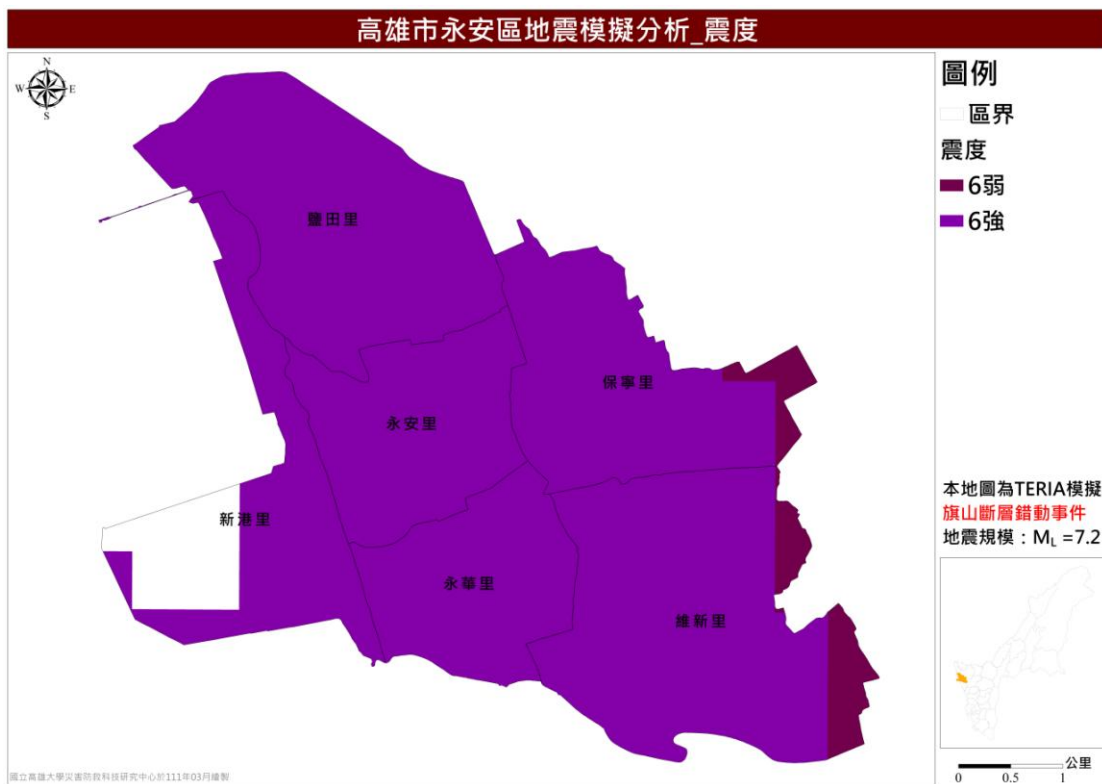 高雄市永安區地震模擬分析_震度
N
W E
S
圖例
區界
震度
6弱
6強
鹽田里
保寧里
永安里
新港里
永華里
維新里
本地圖為TERIA模擬
旗山斷層錯動事件
地震規模：ML =7.2
公里
0 0.5 1
國立高雄大學災害防救科技研究中心於111年03月繪製